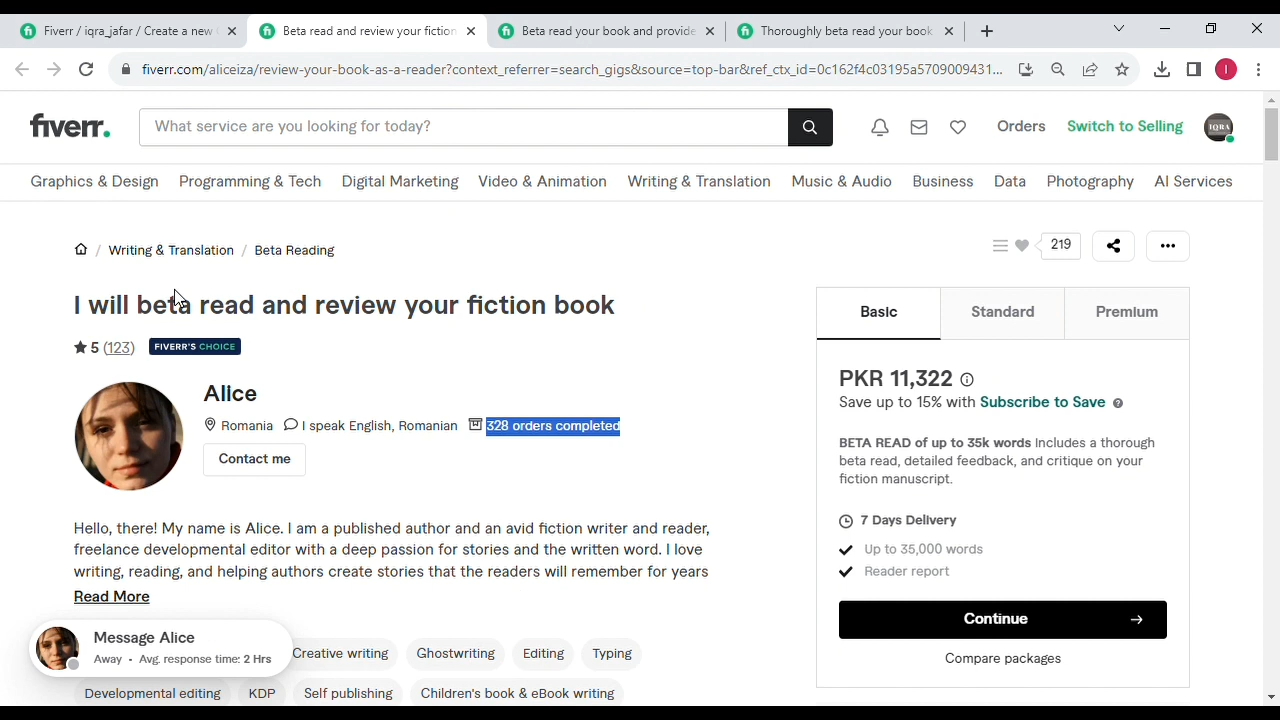 Fiverr / iqra_jafar / Create a new
Beta read and review your fiction
Beta read your book and provide
Thoroughly beta read your book
fiverr.com/aliceiza/review-your-book-as-a-reader?context_referrer=search_gigs&source=top-bar&ref_ctx_id=0c162f4c03195a5709009431...
I
fiverr.
What service are you looking for today?
Orders
Switch to Selling
IQRA
Graphics & Design
Programming & Tech
Digital Marketing
Video & Animation
Writing & Translation
Music & Audio
Business
Data
Photography
AI Services
/ Writing & Translation / Beta Reading
219
I will beta read and review your fiction book
5 (123)
FIVERR'S CHOICE
Alice
Romania
I speak English, Romanian
328 orders completed
Contact me
Hello, there! My name is Alice. I am a published author and an avid fiction writer and reader,
freelance developmental editor with a deep passion for stories and the written word. I love
writing, reading, and helping authors create stories that the readers will remember for years
Read More
Message Alice
Away • Avg. response time: 2 Hrs
Creative writing
Ghostwriting
Editing
Typing
Developmental editing
KDP
Self publishing
Children's book & eBook writing
Basic
Standard
Premium
PKR 11,322
Save up to 15% with Subscribe to Save
BETA READ of up to 35k words Includes a thorough
beta read, detailed feedback, and critique on your
fiction manuscript.
7 Days Delivery
Up to 35,000 words
Reader report
Continue
Compare packages